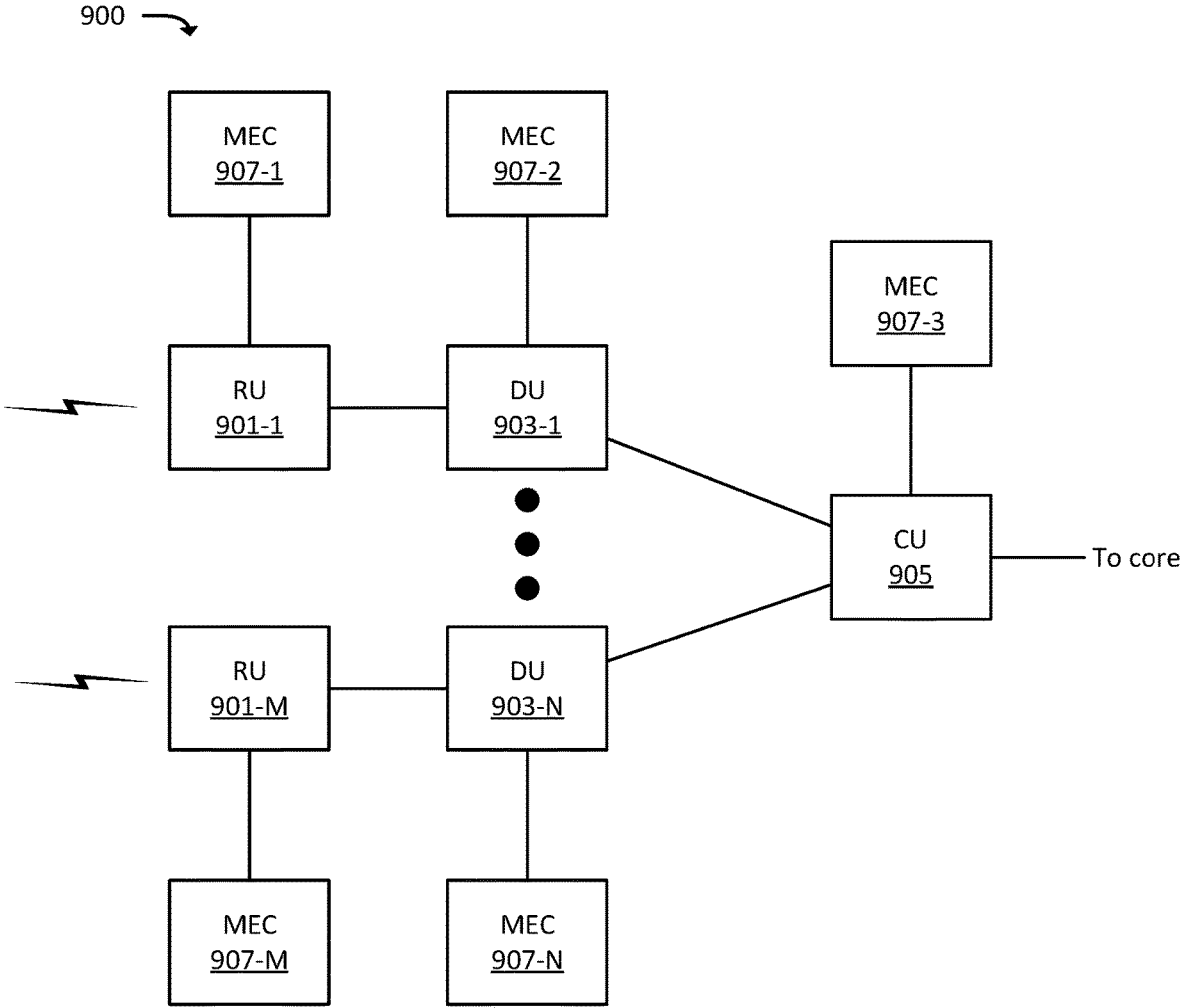 900
MEC
907-1
MEC
907-2
MEC
907-3
RU
901-1
DU
903-1
CU
905
To core
RU
901-M
DU
903-N
MEC
907-M
MEC
907-N